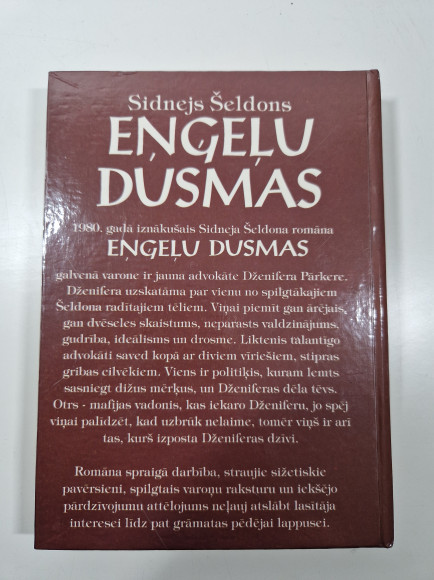 Sidnejs Šeldons
EŅĢEĻU
DUSMAS
1980. gadā iznākušais Sidneja Šeldona romāna
EŅĢEĻU DUSMAS
galvenā varone ir jauna advokāte Dženifera Pārkere.
Dženifera uzskatāma par vienu no spilgtākajiem
Šeldona radītajiem tēliem. Viņai piemīt gan ārējais,
gan dvēseles skaistums, neparasts valdzinājums,
gudrība, ideālisms un drosme. Liktenis talantīgo
advokāti saved kopā ar diviem vīriešiem, stipras
gribas cilvēkiem. Viens ir politiķis, kuram lemts
sasniegt dižus mērķus, un Dženiferas dēla tēvs.
Otrs - mafijas vadonis, kas iekaro Dženiferu, jo spēj
viņai palīdzēt, kad uzbrūk nelaime, tomēr viņš ir arī
tas, kurš izposta Dženiferas dzīvi.
Romāna spraigā darbība, straujie sižetiskie
pavērsieni, spilgtais varoņu raksturu un iekšējo
pārdzīvojumu attēlojums neļauj atslābt lasītāja
interesei līdz pat grāmatas pēdējai lappusei.